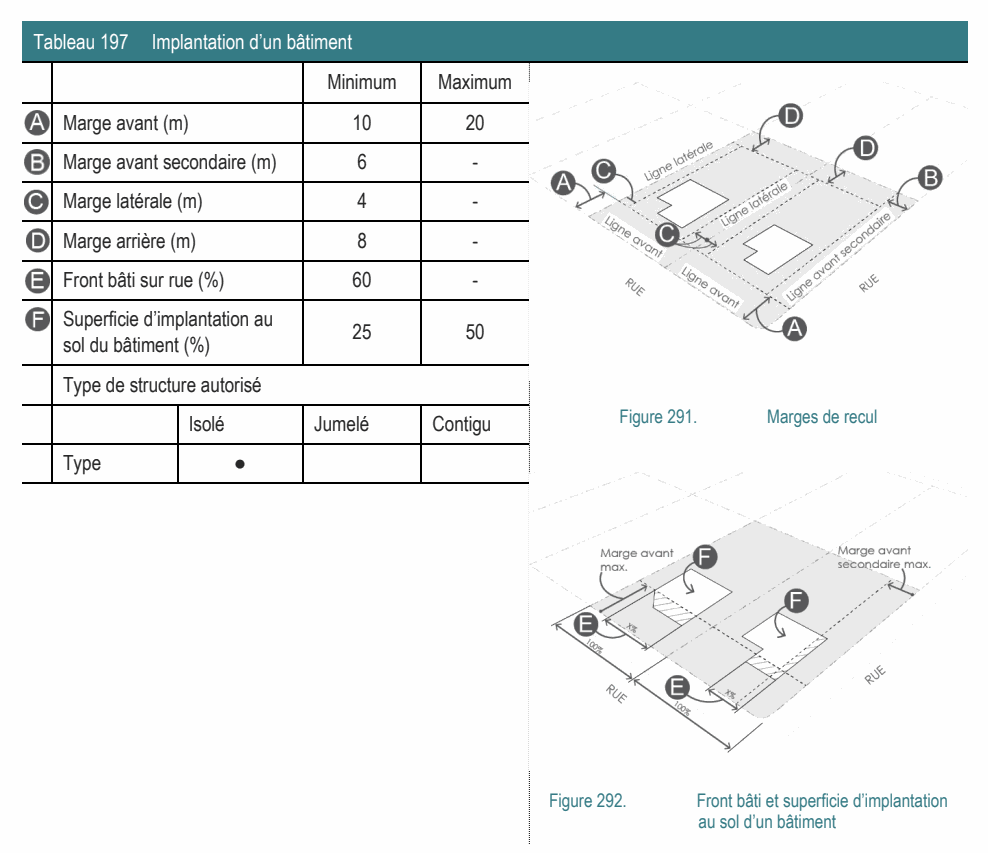 Tableau 197 Implantation d’un bâtiment
Minimum Maximum
A Marge avant (m) 10 20
B Marge avant secondaire (m) 6 -
C Marge latérale (m) 4 -
D Marge arrière (m) 8 -
E Front bâti sur rue (%) 60 -
F Superficie d’implantation au
sol du bâtiment (%) 25 50
Type de structure autorisé
Isolé Jumelé Contigu
Type ●
D
D
Ligne latérale
C
A
B
Ligne latérale
C
Ligne avant
Ligne avant secondaire
Ligne avant
RUE
RUE
A
Figure 291. Marges de recul
Marge avant
max.
F
Marge avant
secondaire max.
F
E
X%
100%
E
X%
100%
RUE
RUE
Figure 292. Front bâti et superficie d’implantation
au sol d’un bâtiment